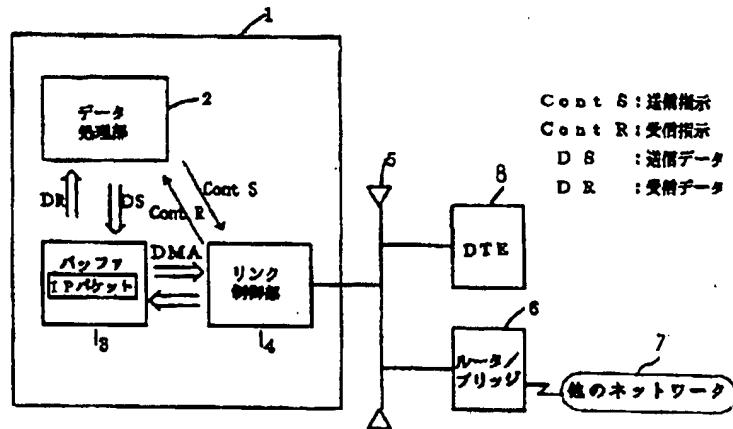 1
データ
処理部
2
DR
DS
Cont S
Cont R
バッファ
IPパケット
DMA
リンク
制御部
3
4
5
8
DTE
6
ルータ/
ブリッジ
7
他のネットワーク
Cont S:送信指示
Cont R:受信指示
DS :送信データ
DR :受信データ